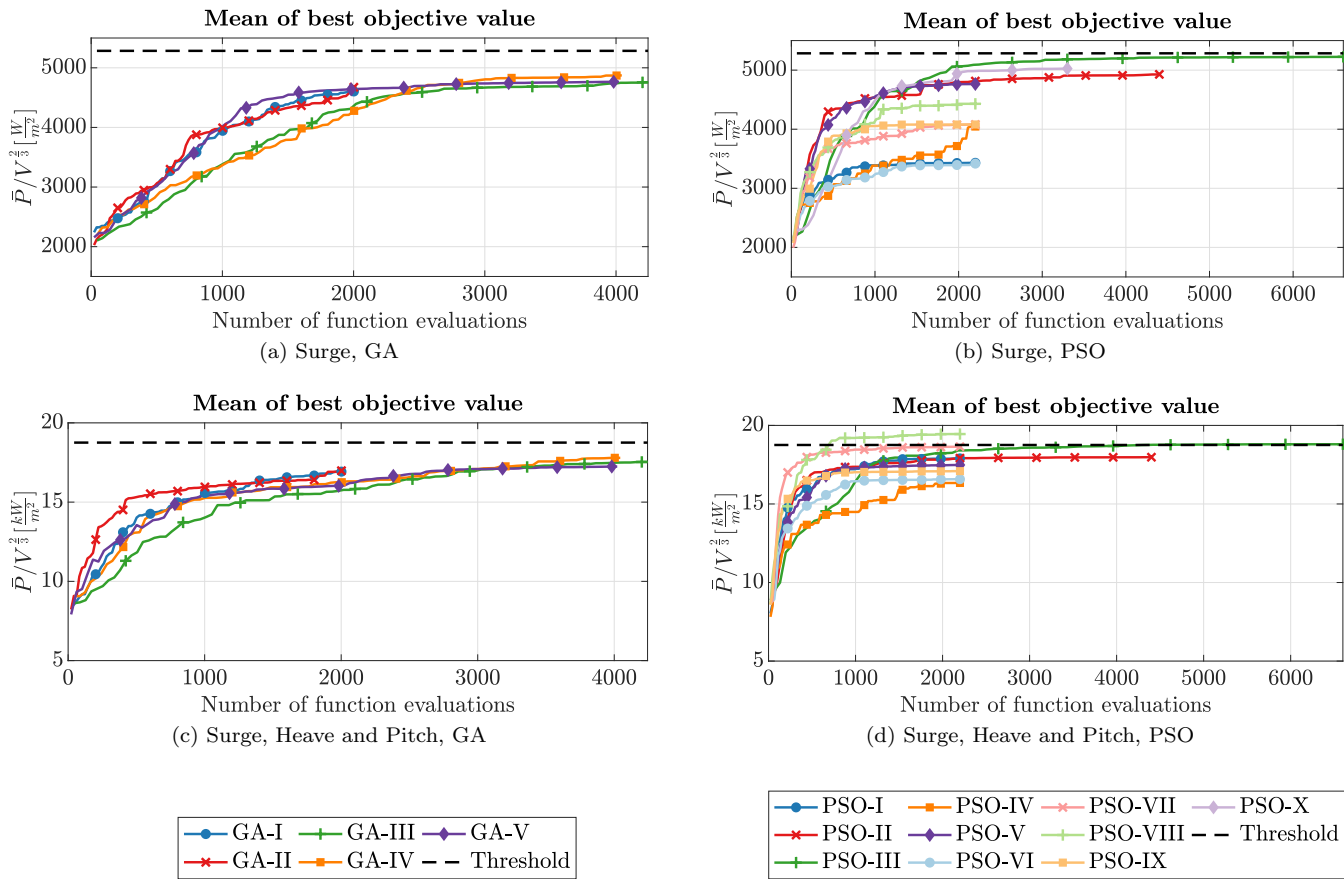 Mean of best objective value
P̄/V^{2/3} [W/m²]
5000
4000
3000
2000
0 1000 2000 3000 4000
Number of function evaluations
(a) Surge, GA
Mean of best objective value
P̄/V^{2/3} [W/m²]
5000
4000
3000
2000
0 1000 2000 3000 4000 5000 6000
Number of function evaluations
(b) Surge, PSO
Mean of best objective value
P̄/V^{2/3} [kW/m²]
20
15
10
5
0 1000 2000 3000 4000
Number of function evaluations
(c) Surge, Heave and Pitch, GA
Mean of best objective value
P̄/V^{2/3} [kW/m²]
20
15
10
5
0 1000 2000 3000 4000 5000 6000
Number of function evaluations
(d) Surge, Heave and Pitch, PSO
GA-I GA-III GA-V
GA-II GA-IV Threshold
PSO-I PSO-IV PSO-VII PSO-X
PSO-II PSO-V PSO-VIII Threshold
PSO-III PSO-VI PSO-IX